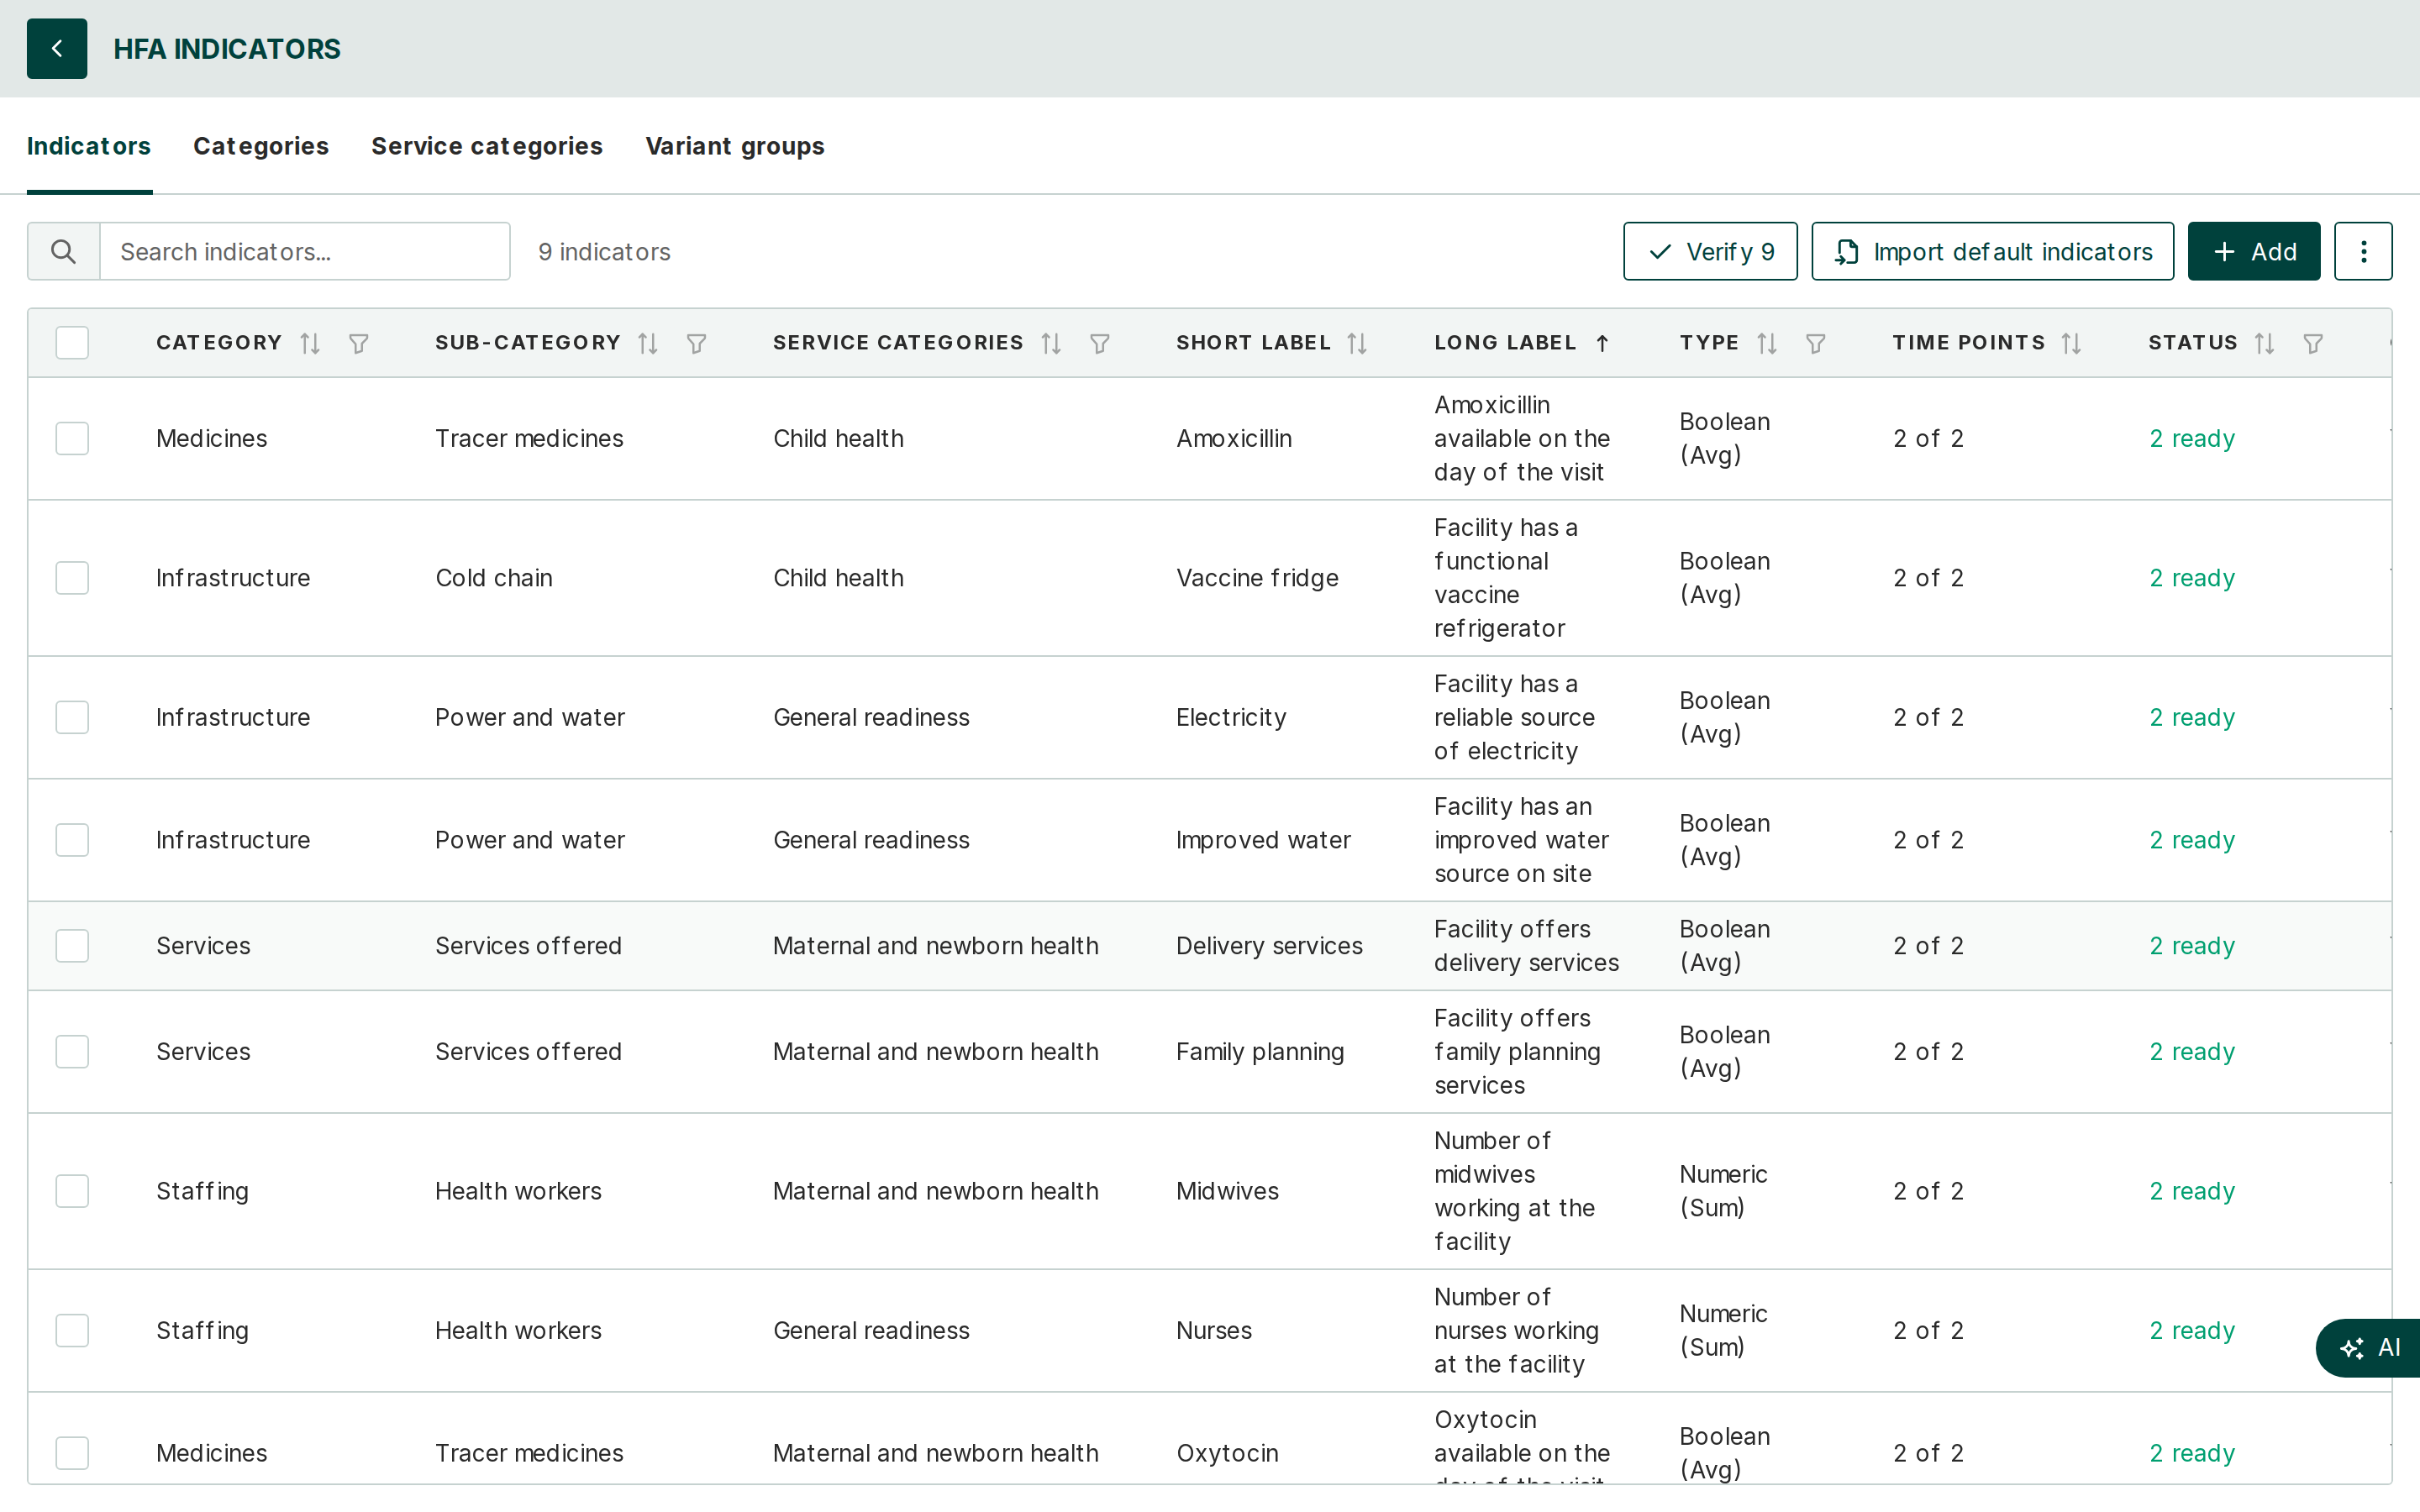 HFA INDICATORS
Indicators Categories Service categories Variant groups
Search indicators... 9 indicators Verify 9 Import default indicators Add
CATEGORY SUB-CATEGORY SERVICE CATEGORIES SHORT LABEL LONG LABEL TYPE TIME POINTS STATUS
Medicines Tracer medicines Child health Amoxicillin Amoxicillin available on the day of the visit Boolean (Avg) 2 of 2 2 ready
Infrastructure Cold chain Child health Vaccine fridge Facility has a functional vaccine refrigerator Boolean (Avg) 2 of 2 2 ready
Infrastructure Power and water General readiness Electricity Facility has a reliable source of electricity Boolean (Avg) 2 of 2 2 ready
Infrastructure Power and water General readiness Improved water Facility has an improved water source on site Boolean (Avg) 2 of 2 2 ready
Services Services offered Maternal and newborn health Delivery services Facility offers delivery services Boolean (Avg) 2 of 2 2 ready
Services Services offered Maternal and newborn health Family planning Facility offers family planning services Boolean (Avg) 2 of 2 2 ready
Staffing Health workers Maternal and newborn health Midwives Number of midwives working at the facility Numeric (Sum) 2 of 2 2 ready
Staffing Health workers General readiness Nurses Number of nurses working at the facility Numeric (Sum) 2 of 2 2 ready
AI
Medicines Tracer medicines Maternal and newborn health Oxytocin Oxytocin available on the day of the visit Boolean (Avg) 2 of 2 2 ready